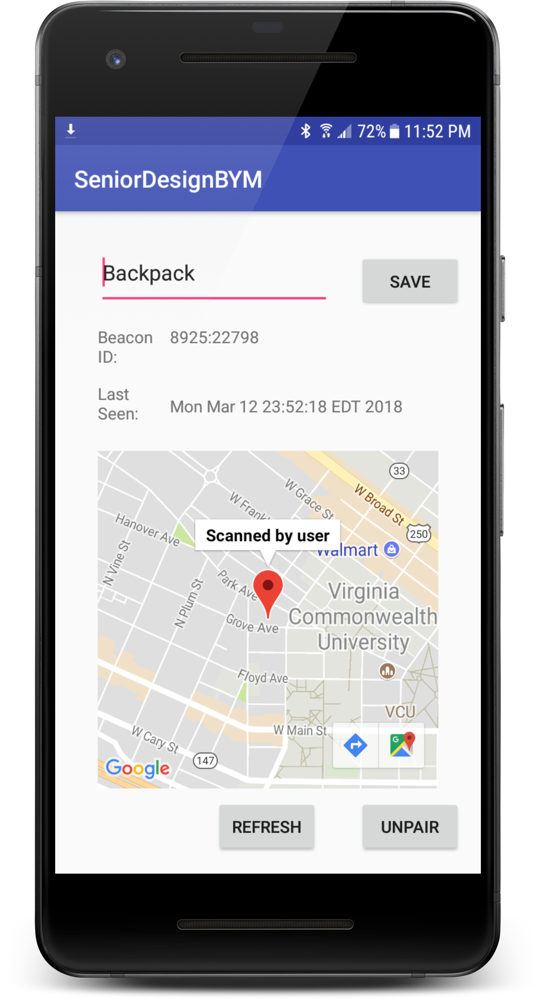 72% 11:52 PM
SeniorDesignBYM
Backpack
SAVE
Beacon
ID:
8925:22798
Last
Seen:
Mon Mar 12 23:52:18 EDT 2018
33
W Grace St
W Broad St
Hanover Ave
Scanned by user
250
Walmart
N Vine St
Park Ave
N Plum St
Virginia
Commonwealth
University
Grove Ave
Floyd Ave
VCU
W Main St
W Cary St
147
G
Google
REFRESH
UNPAIR